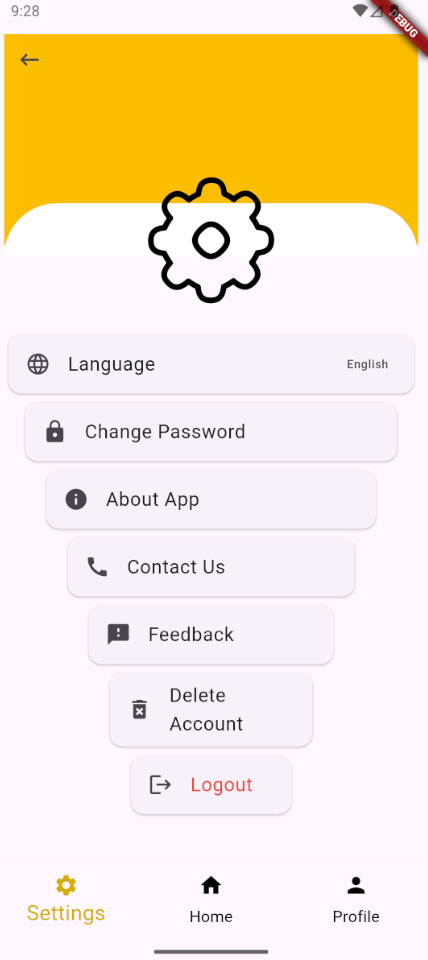 9:28
DEBUG
Language
English
Change Password
About App
Contact Us
Feedback
Delete
Account
Logout
Settings
Home
Profile